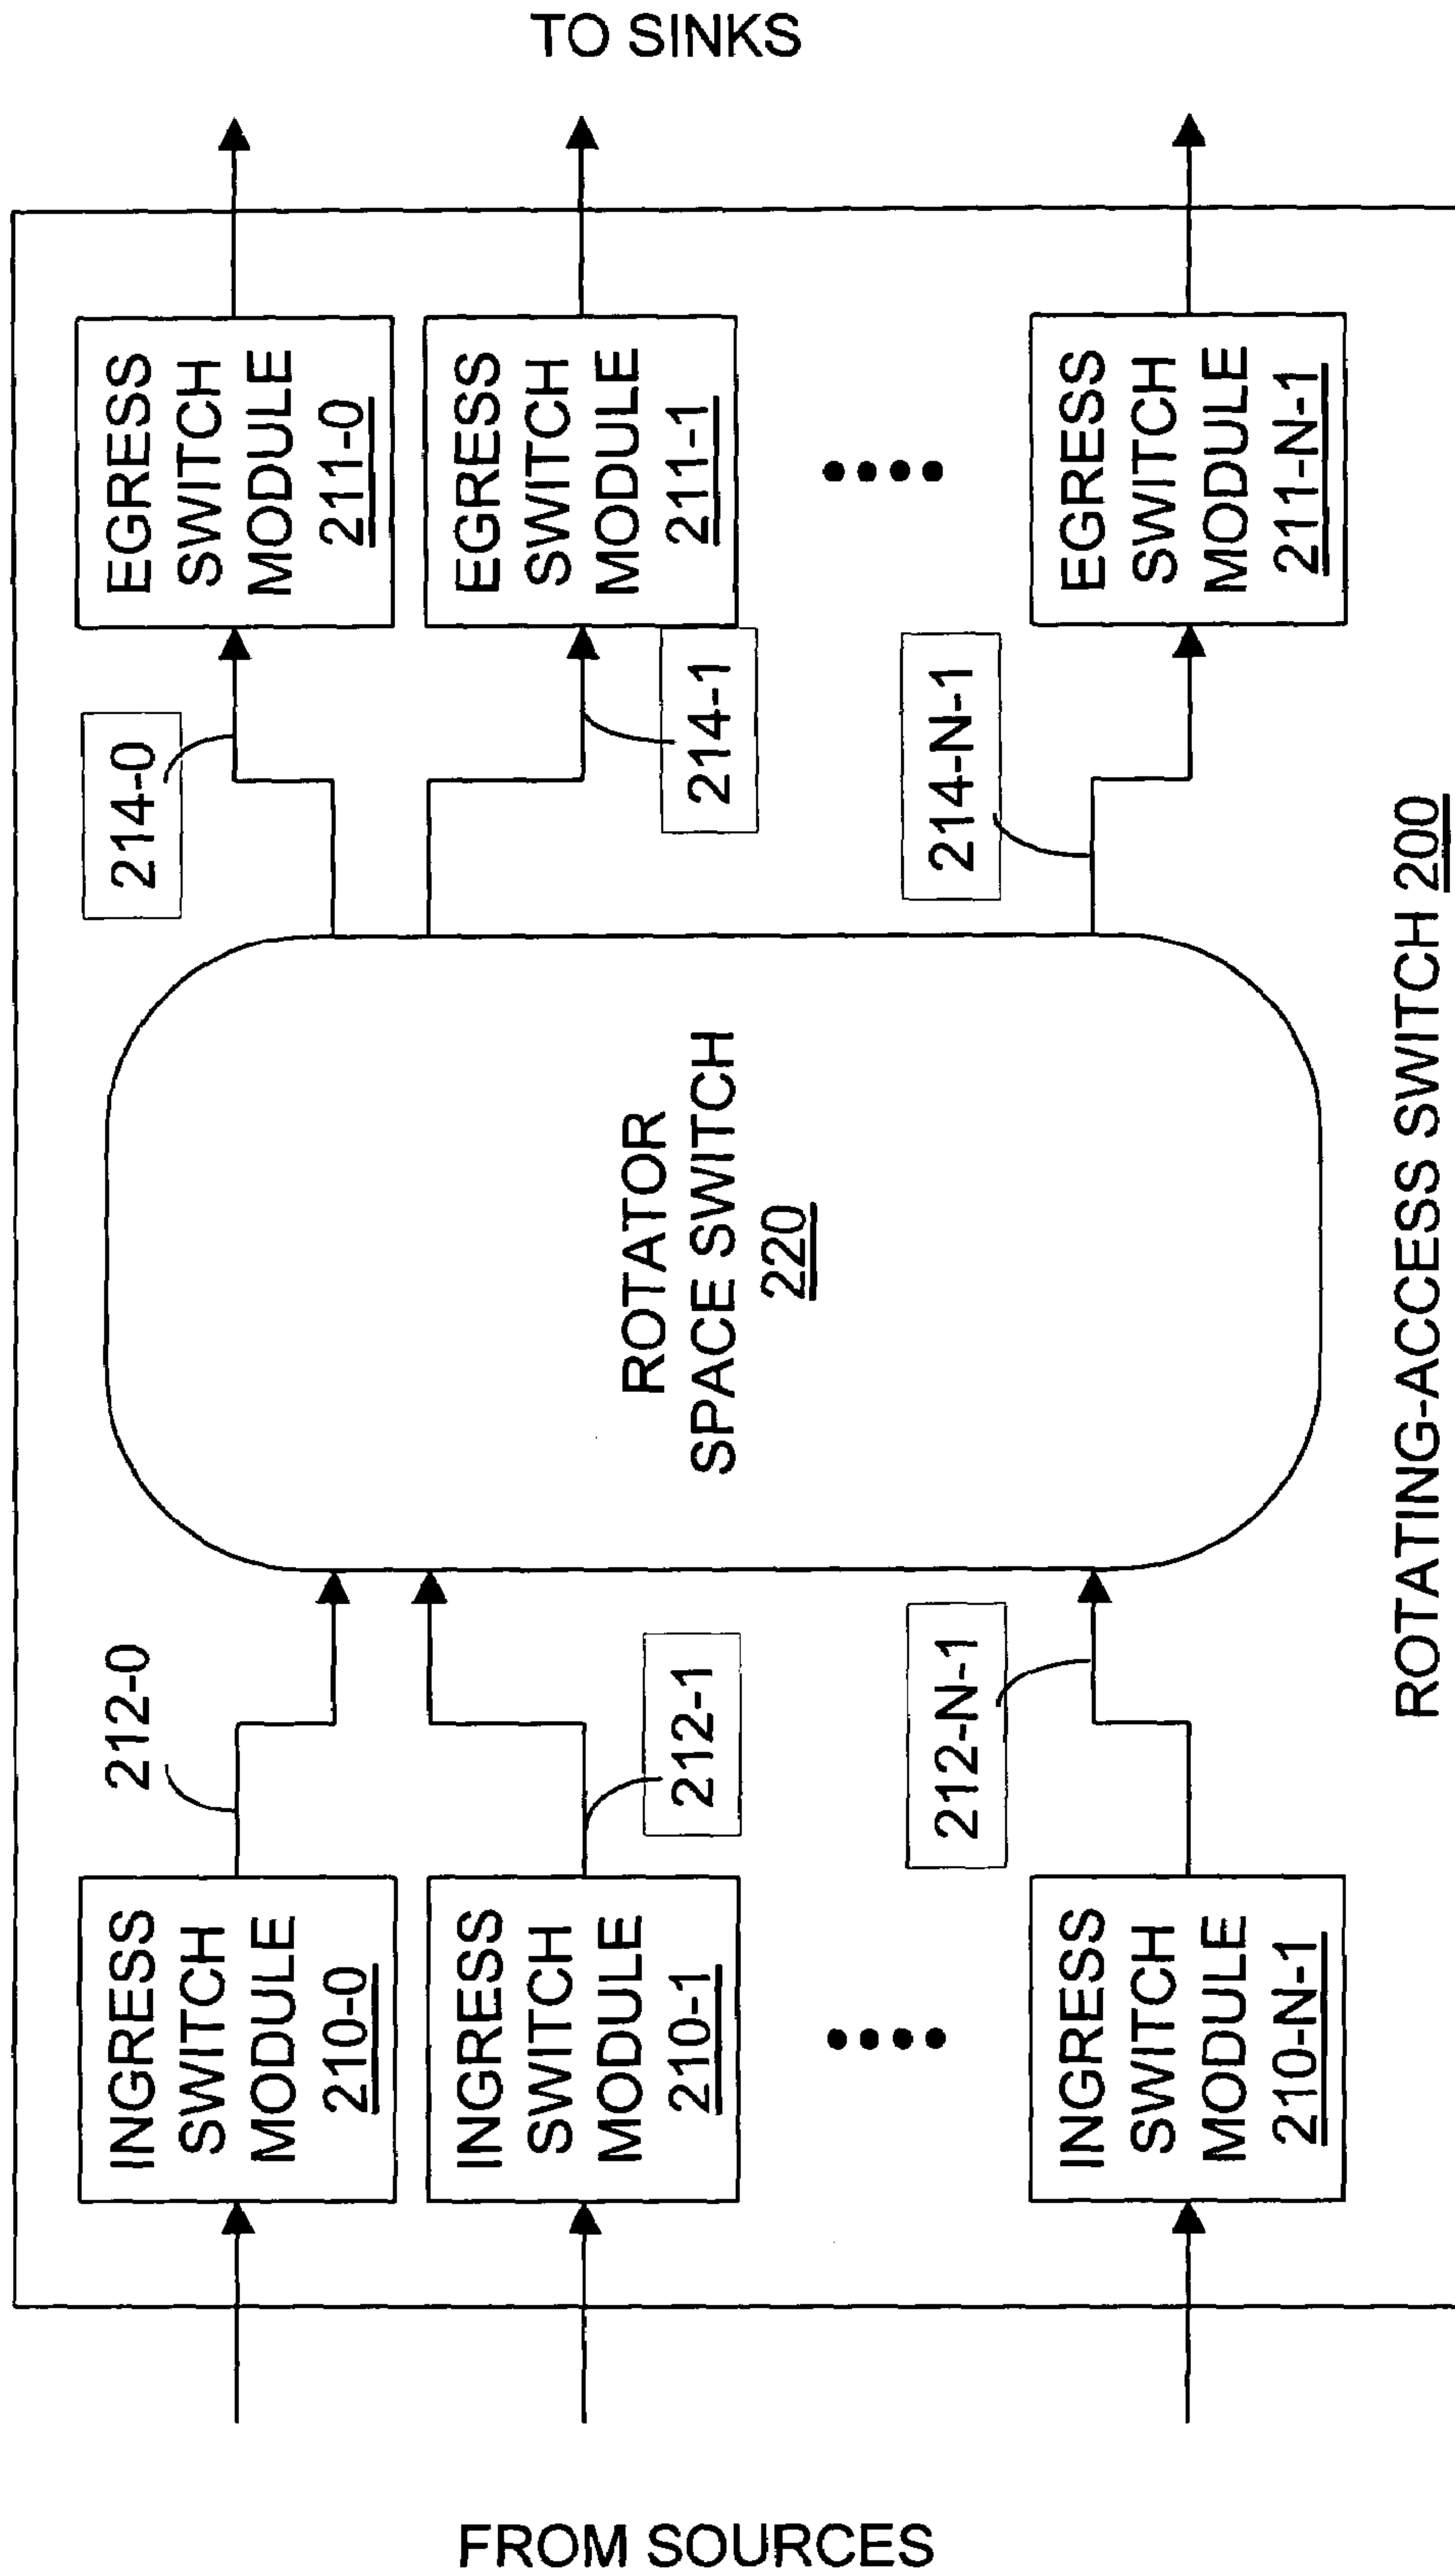 FROM SOURCES
INGRESS
SWITCH
MODULE
210-0
INGRESS
SWITCH
MODULE
210-1
INGRESS
SWITCH
MODULE
210-N-1
212-0
212-1
212-N-1
ROTATOR
SPACE SWITCH
220
214-0
214-1
214-N-1
EGRESS
SWITCH
MODULE
211-0
EGRESS
SWITCH
MODULE
211-1
EGRESS
SWITCH
MODULE
211-N-1
TO SINKS
ROTATING-ACCESS SWITCH 200